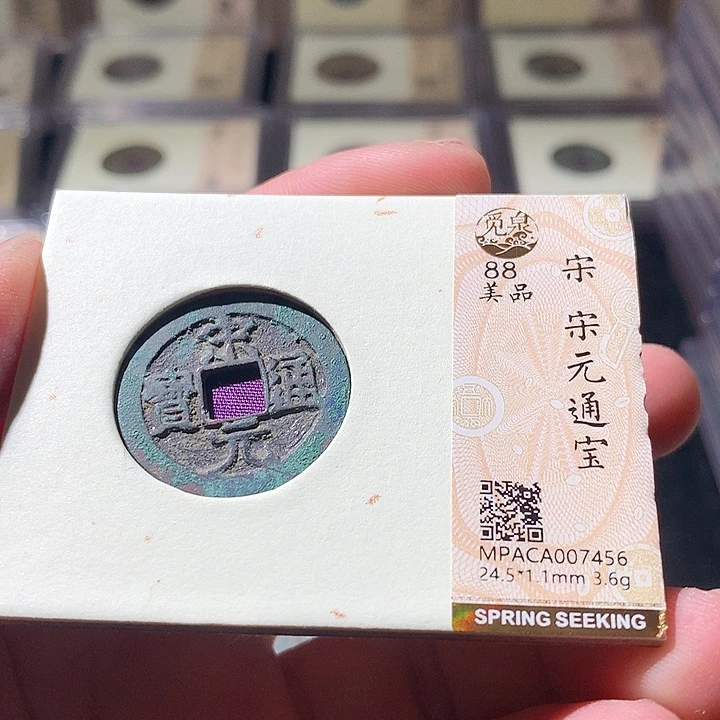 宋
元
通
寳
觅泉
88
美品
宋 宋元通宝
MPACA007456
24.5*1.1mm 3.6g
SPRING SEEKING